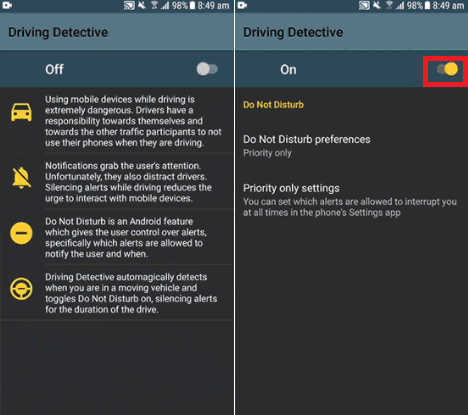 98% 8:49 am
Driving Detective
Off
Using mobile devices while driving is
extremely dangerous. Drivers have a
responsibility towards themselves and
towards the other traffic participants to not
use their phones when they are driving.
Notifications grab the user's attention.
Unfortunately, they also distract drivers.
Silencing alerts while driving reduces the
urge to interact with mobile devices.
Do Not Disturb is an Android feature
which gives the user control over alerts,
specifically which alerts are allowed to
notify the user and when.
Driving Detective automagically detects
when you are in a moving vehicle and
toggles Do Not Disturb on, silencing alerts
for the duration of the drive.
98% 8:49 am
Driving Detective
On
Do Not Disturb
Do Not Disturb preferences
Priority only
Priority only settings
You can set which alerts are allowed to interrupt you
at all times in the phone's Settings app